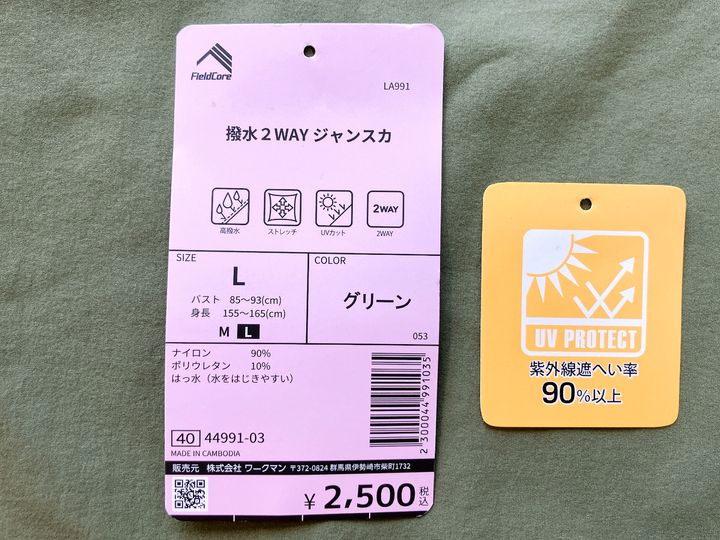 FieldCore
LA991
撥水2WAY ジャンスカ
2WAY
高撥水 ストレッチ UVカット 2WAY
SIZE
L
バスト 85〜93(cm)
身長 155〜165(cm)
M L
COLOR
グリーン
053
ナイロン 90%
ポリウレタン 10%
はっ水(水をはじきやすい)
2300044991035
40 44991-03
MADE IN CAMBODIA
販売元 株式会社 ワークマン 〒372-0824 群馬県伊勢崎市柴町1732
¥2,500税込
UV PROTECT
紫外線遮へい率
90%以上